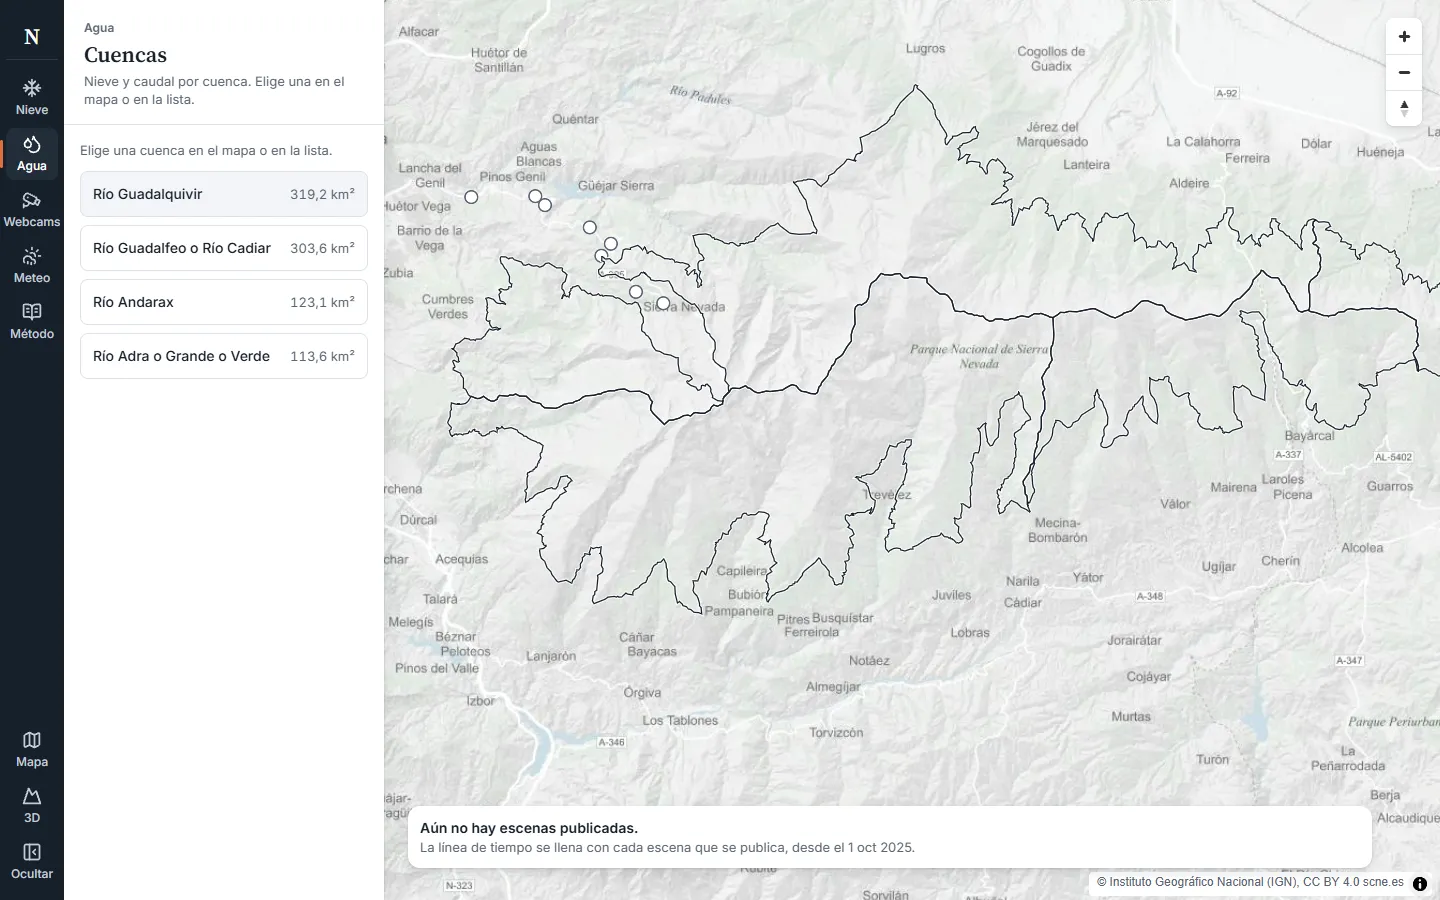 N
Nieve
Agua
Webcams
Meteo
Método
Mapa
3D
Ocultar
Agua
Cuencas
Nieve y caudal por cuenca. Elige una en el
mapa o en la lista.
Elige una cuenca en el mapa o en la lista.
Río Guadalquivir 319,2 km²
Río Guadalfeo o Río Cadiar 303,6 km²
Río Andarax 123,1 km²
Río Adra o Grande o Verde 113,6 km²
Alfacar
Huétor de
Santillán
Lugros
Cogollos de
Guadix
A-92
Río Padules
Quéntar
Jérez del
Marquesado
La Calahorra
Dólar
Huéneja
Ferreira
Lanteira
Aldeire
Aguas
Blancas
Lancha del
Genil
Pinos Genil
Güéjar Sierra
Huétor Vega
Barrio de la
Vega
Zubia
Cumbres
Verdes
Sierra Nevada
Parque Nacional de Sierra
Nevada
Bayárcal
A-337
AL-5402
Laroles
Picena
Mairena
Guarros
Válor
Trevélez
Dúrcal
Acequias
Mecina-
Bombarón
Alcolea
Cherín
Ugíjar
Yátor
Narila
Cádiar
A-348
Capileira
Bubión
Pampaneira
Pitres
Busquístar
Ferreirola
Juviles
Lobras
Jorairátar
Talará
Melegís
Béznar
Peloteos
Pinos del Valle
Lanjarón
Cáñar
Bayacas
Notáez
Almegíjar
Cojáyar
A-347
Izbor
Órgiva
Los Tablones
Torvizcón
Murtas
Parque Periurban
A-346
Turón
La
Peñarrodada
Berja
Alcaudique
Aún no hay escenas publicadas.
La línea de tiempo se llena con cada escena que se publica, desde el 1 oct 2025.
N-323
Sorvilán
© Instituto Geográfico Nacional (IGN), CC BY 4.0 scne.es